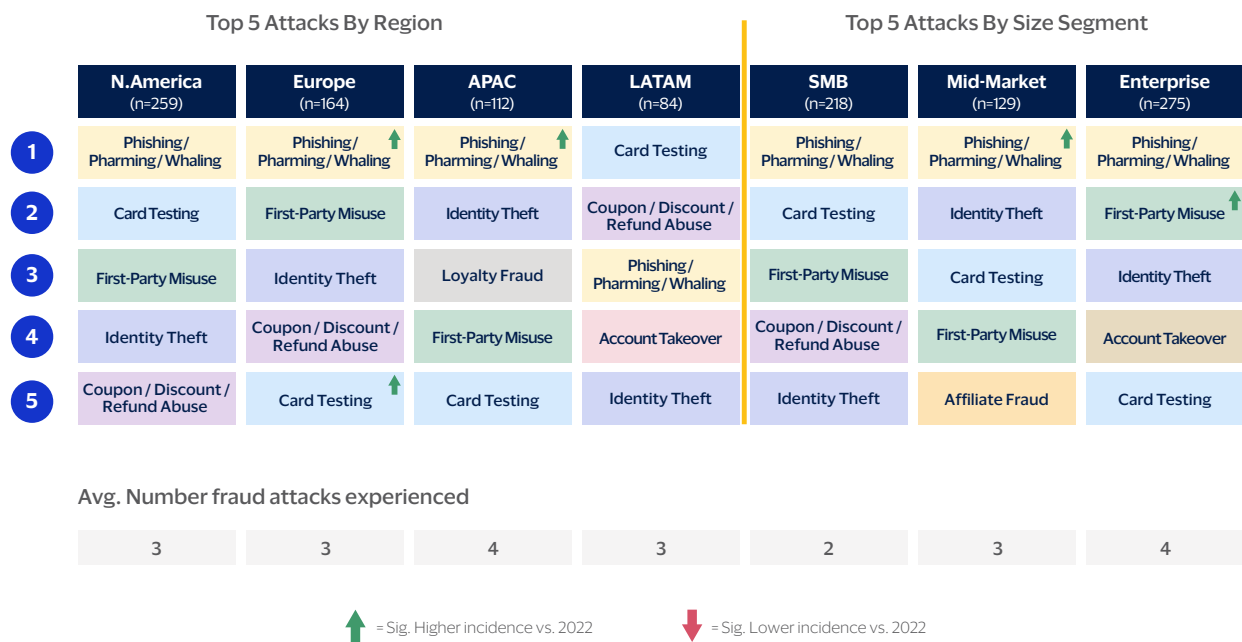 Top 5 Attacks By Region
Top 5 Attacks By Size Segment
N.America
(n=259)
Europe
(n=164)
APAC
(n=112)
LATAM
(n=84)
SMB
(n=218)
Mid-Market
(n=129)
Enterprise
(n=275)
1
Phishing/
Pharming/Whaling
Phishing/
Pharming/Whaling
Phishing/
Pharming/Whaling
Card Testing
Phishing/
Pharming/Whaling
Phishing/
Pharming/Whaling
Phishing/
Pharming/Whaling
2
Card Testing
First-Party Misuse
Identity Theft
Coupon / Discount /
Refund Abuse
Card Testing
Identity Theft
First-Party Misuse
3
First-Party Misuse
Identity Theft
Loyalty Fraud
Phishing/
Pharming/Whaling
First-Party Misuse
Card Testing
Identity Theft
4
Identity Theft
Coupon / Discount /
Refund Abuse
First-Party Misuse
Account Takeover
Coupon / Discount /
Refund Abuse
First-Party Misuse
Account Takeover
5
Coupon / Discount /
Refund Abuse
Card Testing
Card Testing
Identity Theft
Identity Theft
Affiliate Fraud
Card Testing
Avg. Number fraud attacks experienced
3
3
4
3
2
3
4
= Sig. Higher incidence vs. 2022
= Sig. Lower incidence vs. 2022